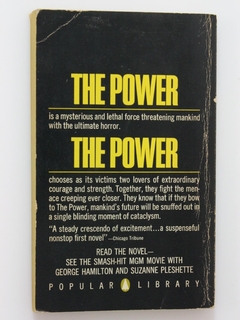 THE POWER
is a mysterious and lethal force threatening mankind
with the ultimate horror.
THE POWER
chooses as its victims two lovers of extraordinary
courage and strength. Together, they fight the men-
ace creeping ever closer. They know that if they bow
to The Power, mankind's future will be snuffed out in
a single blinding moment of cataclysm.
"A steady crescendo of excitement...a suspenseful
nonstop first novel" —Chicago Tribune
READ THE NOVEL—
SEE THE SMASH-HIT MGM MOVIE WITH
GEORGE HAMILTON AND SUZANNE PLESHETTE
POPULAR LIBRARY